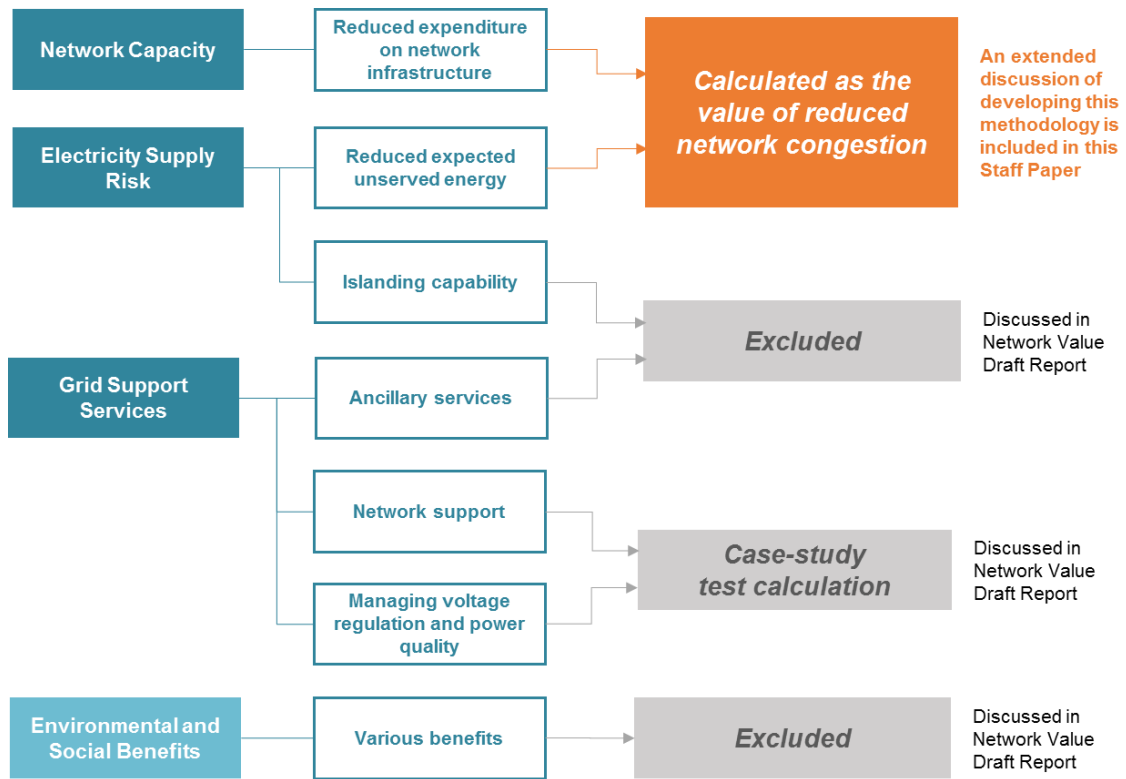 Network Capacity
Reduced expenditure
on network
infrastructure
Calculated as the
value of reduced
network congestion
An extended
discussion of
developing this
methodology is
included in this
Staff Paper
Electricity Supply
Risk
Reduced expected
unserved energy
Islanding capability
Excluded
Discussed in
Network Value
Draft Report
Grid Support
Services
Ancillary services
Network support
Case-study
test calculation
Discussed in
Network Value
Draft Report
Managing voltage
regulation and power
quality
Environmental and
Social Benefits
Various benefits
Excluded
Discussed in
Network Value
Draft Report